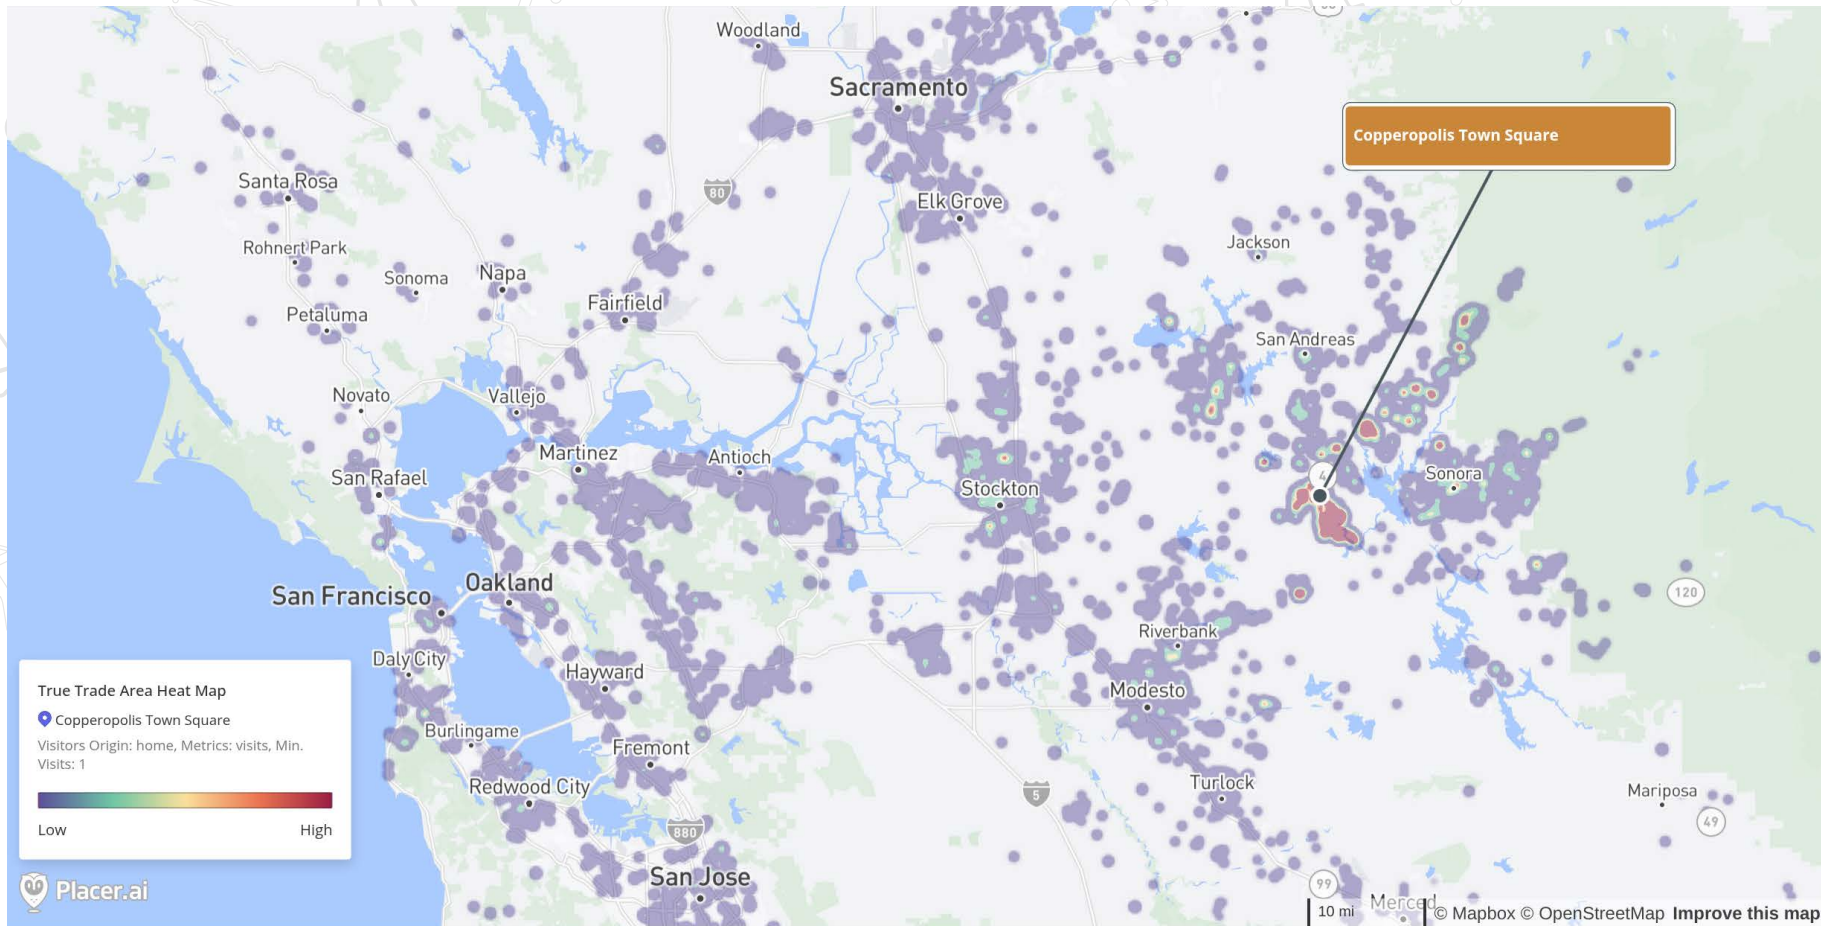 Woodland
Sacramento
Copperopolis Town Square
Santa Rosa
80
Elk Grove
Rohnert Park
Jackson
Sonoma
Napa
Petaluma
Fairfield
San Andreas
Novato
Vallejo
Martinez
Antioch
San Rafael
Sonora
4
Stockton
Oakland
San Francisco
120
Riverbank
Daly City
Hayward
Modesto
True Trade Area Heat Map
Copperopolis Town Square
Visitors Origin: home, Metrics: visits, Min.
Visits: 1
Low
High
Burlingame
Fremont
Redwood City
Turlock
5
Mariposa
49
880
San Jose
99
Merced
Placer.ai
10 mi
© Mapbox © OpenStreetMap Improve this map